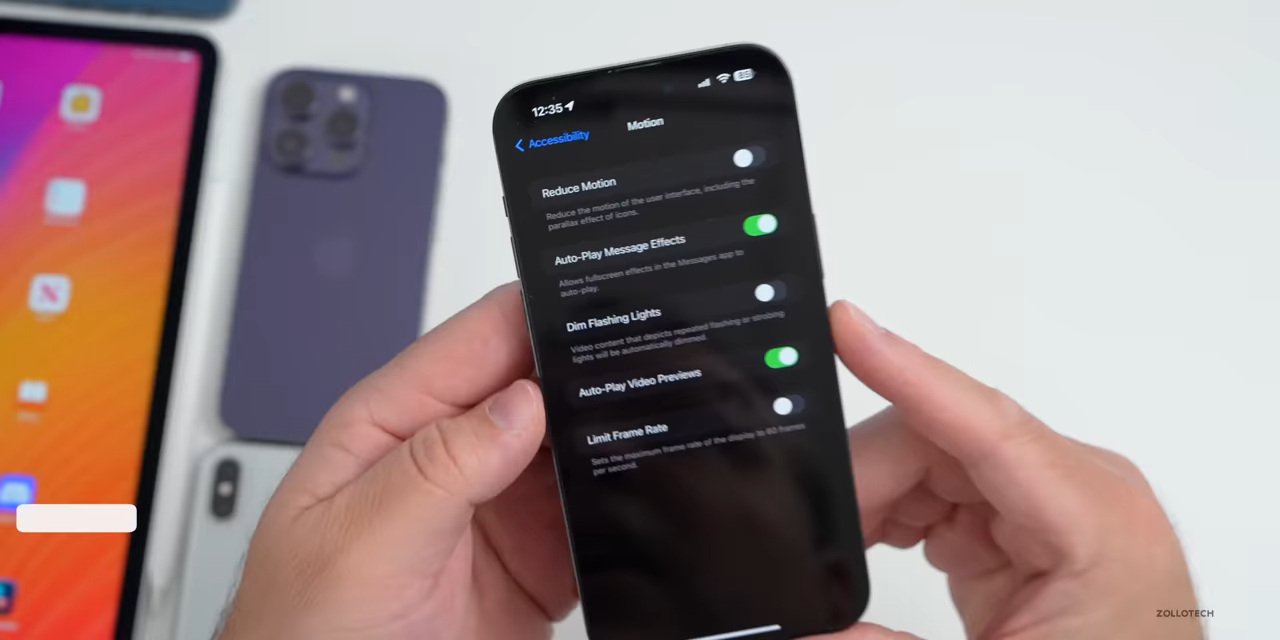 12:35
Accessibility
Motion
Reduce Motion
Reduce the motion of the user interface, including the
parallax effect of icons.
Auto-Play Message Effects
Allows fullscreen effects in the Messages app to
auto-play.
Dim Flashing Lights
Video content that depicts repeated flashing or strobing
lights will be automatically dimmed.
Auto-Play Video Previews
Limit Frame Rate
Sets the maximum frame rate of the display to 60 frames
per second.
ZOLLOTECH